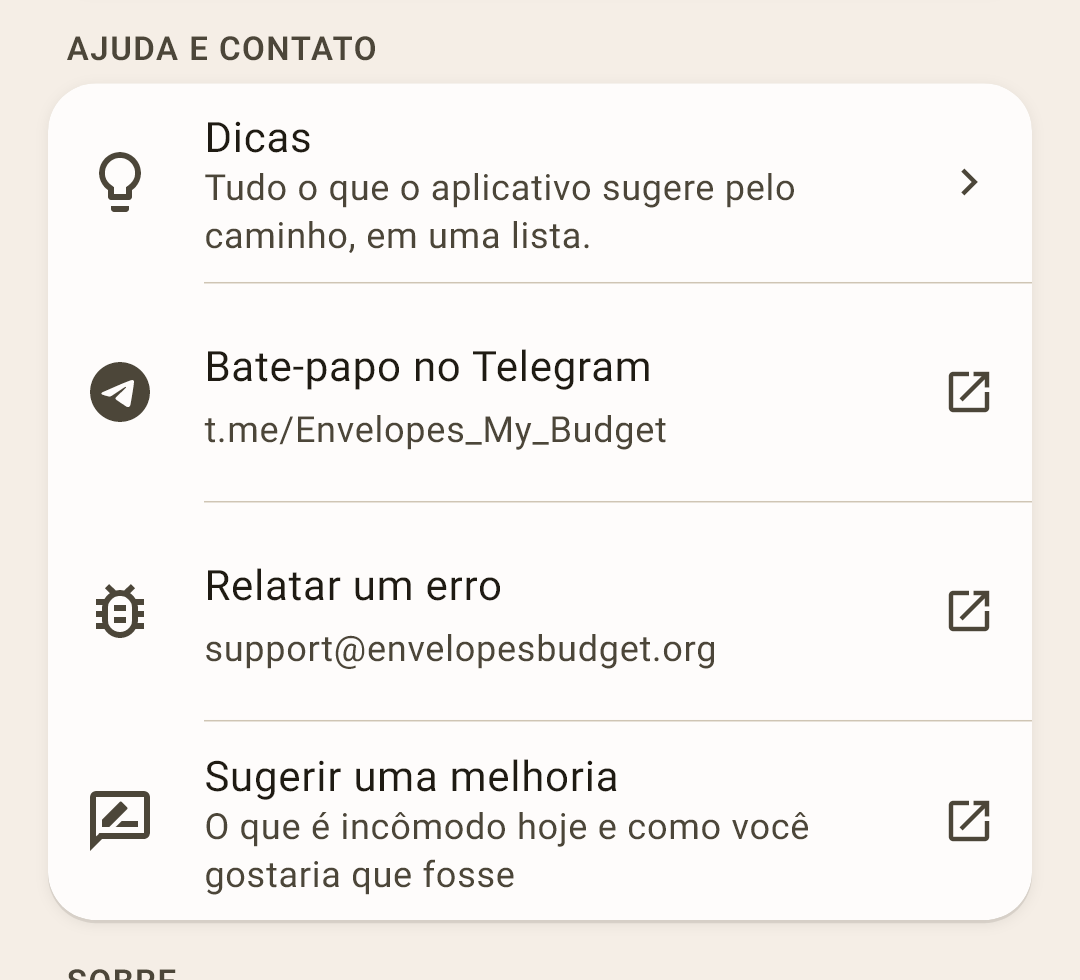 AJUDA E CONTATO
Dicas
Tudo o que o aplicativo sugere pelo
caminho, em uma lista.
Bate-papo no Telegram
t.me/Envelopes_My_Budget
Relatar um erro
support@envelopesbudget.org
Sugerir uma melhoria
O que é incômodo hoje e como você
gostaria que fosse
SOBRE